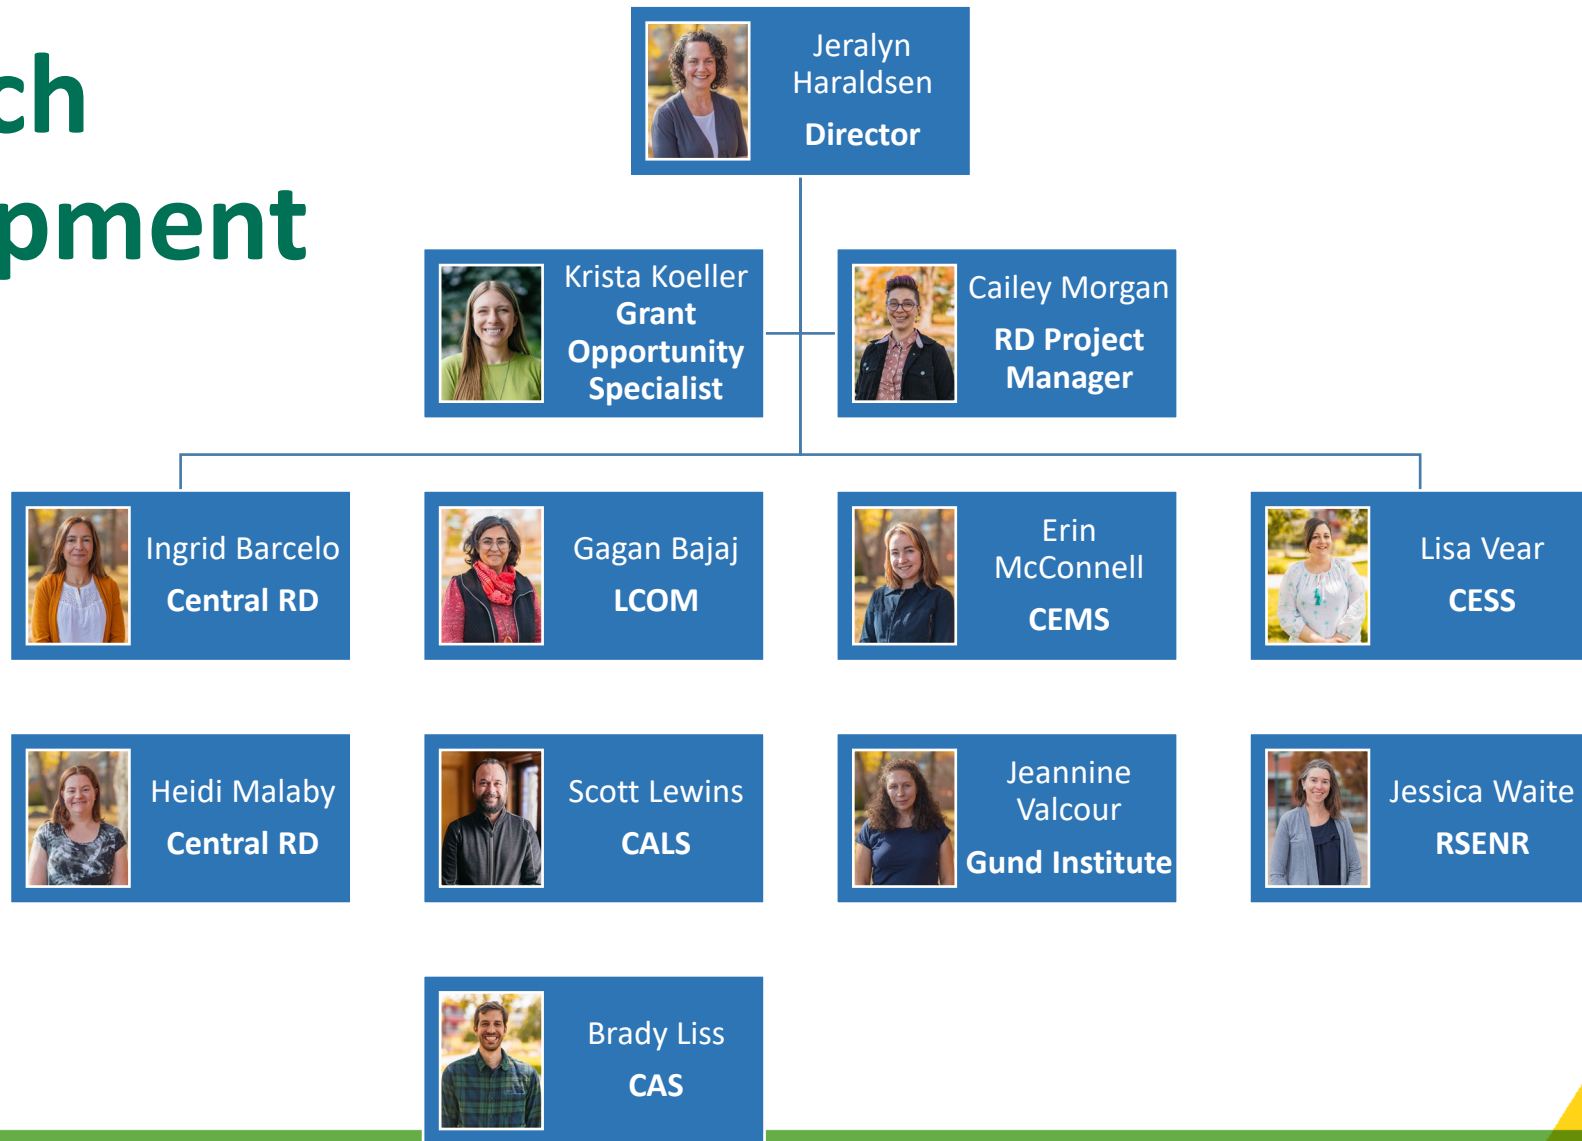 ch
pment
Jeralyn
Haraldsen
Director
Krista Koeller
Grant
Opportunity
Specialist
Cailey Morgan
RD Project
Manager
Ingrid Barcelo
Central RD
Gagan Bajaj
LCOM
Erin
McConnell
CEMS
Lisa Vear
CESS
Heidi Malaby
Central RD
Scott Lewins
CALS
Jeannine
Valcour
Gund Institute
Jessica Waite
RSENR
Brady Liss
CAS